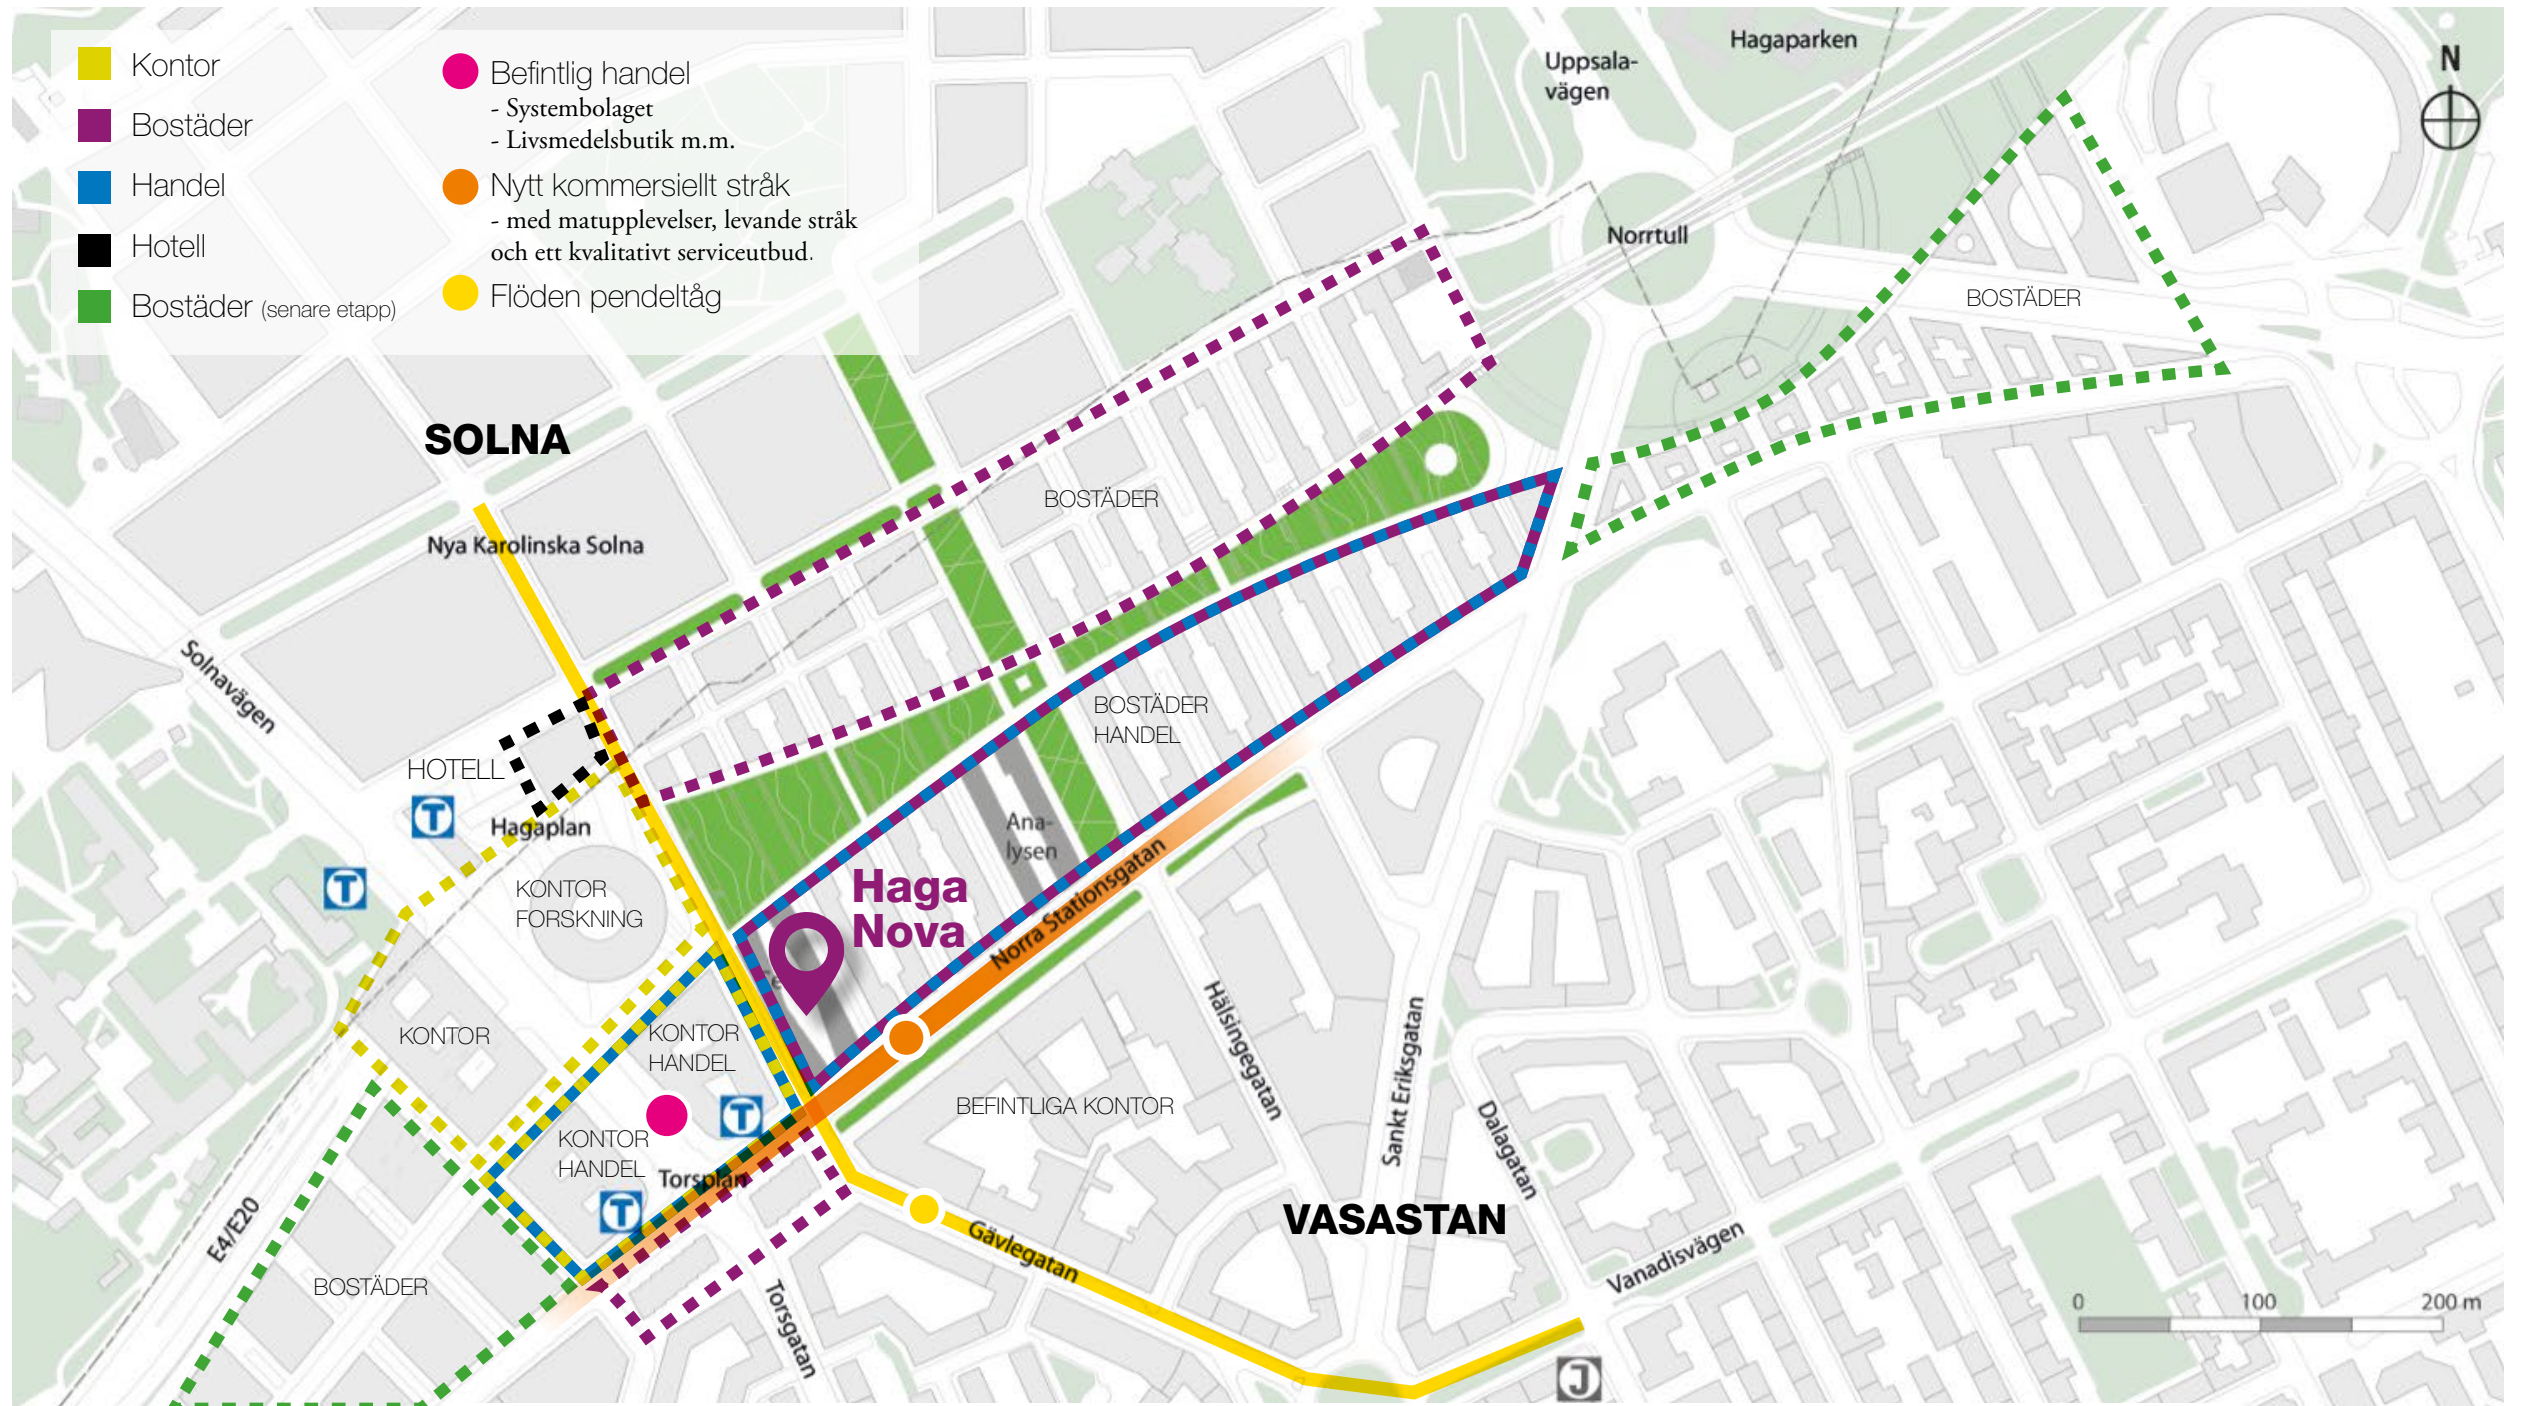 Kontor
Bostäder
Handel
Hotell
Bostäder (senare etapp)
Befintlig handel
- Systembolaget
- Livsmedelsbutik m.m.
Nytt kommersiellt stråk
- med matupplevelser, levande stråk
och ett kvalitativt serviceutbud.
Flöden pendeltåg
Hagaparken
Uppsala-
vägen
N
Norrtull
BOSTÄDER
SOLNA
BOSTÄDER
Nya Karolinska Solna
Solnavägen
BOSTÄDER
HANDEL
HOTELL
T
Hagaplan
Ana-
lysen
T
KONTOR
FORSKNING
Haga
Nova
Norra Stationsgatan
KONTOR
KONTOR
HANDEL
T
Hälsingegatan
Sankt Eriksgatan
BEFINTLIGA KONTOR
Dalagatan
KONTOR
HANDEL
Torsplan
T
E4/E20
VASASTAN
Gävlegatan
Vanadisvägen
BOSTÄDER
Torsgatan
0 100 200 m
J